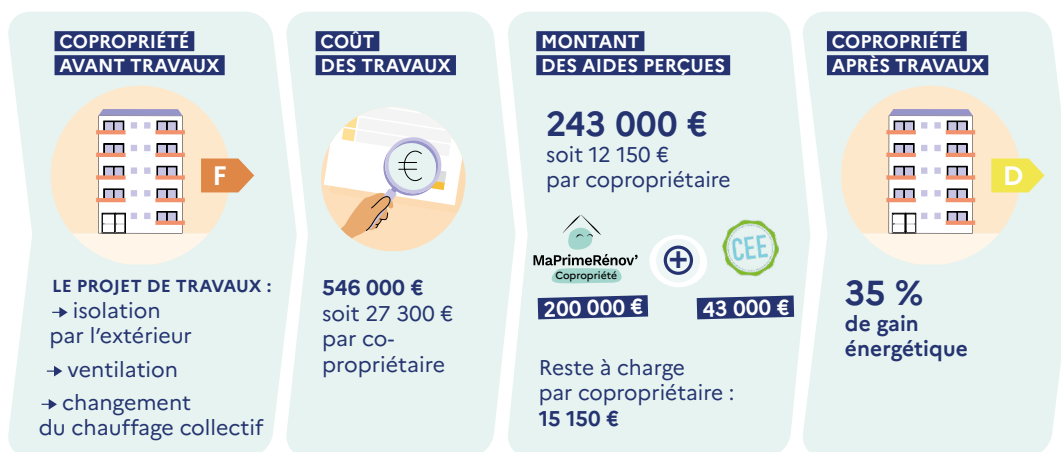 COPROPRIÉTÉ
AVANT TRAVAUX
F
LE PROJET DE TRAVAUX :
→ isolation
par l’extérieur
→ ventilation
→ changement
du chauffage collectif
COÛT
DES TRAVAUX
€
546 000 €
soit 27 300 €
par co-
propriétaire
MONTANT
DES AIDES PERÇUES
243 000 €
soit 12 150 €
par copropriétaire
MaPrimeRénov’
Copropriété
200 000 €
+
CEE
43 000 €
Reste à charge
par copropriétaire :
15 150 €
COPROPRIÉTÉ
APRÈS TRAVAUX
D
35 %
de gain
énergétique